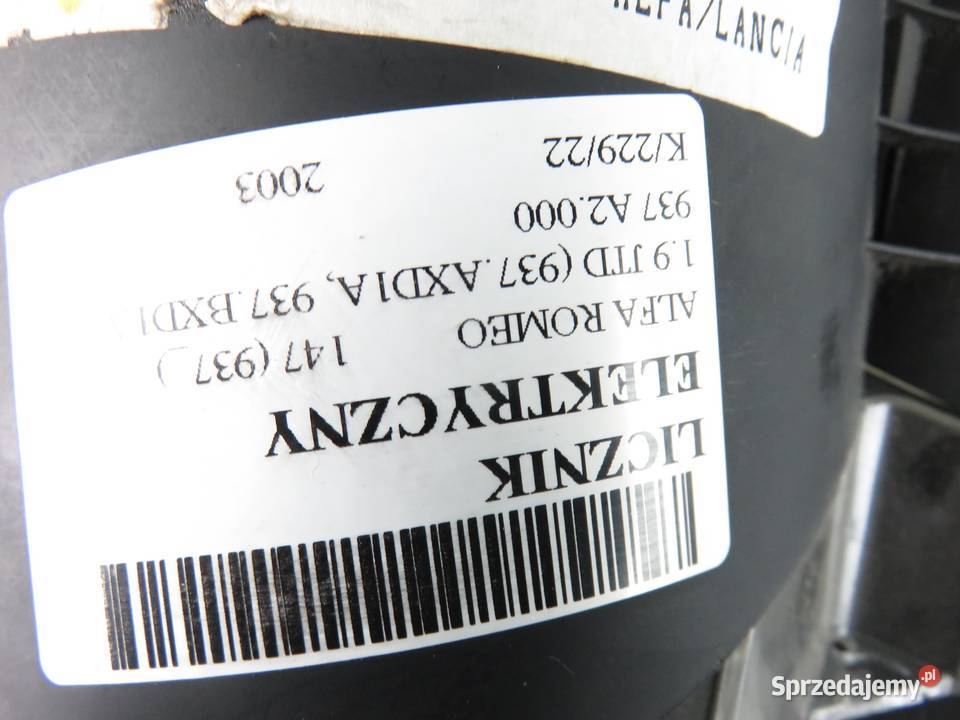 LICZNIK
ELEKTRYCZNY
ALFA ROMEO 147 (937_)
1.9 JTD (937.AXD1A, 937.BXD1A
937 A2.000
K/229/22 2003
ALFA/LANCIA
Sprzedajemy.pl